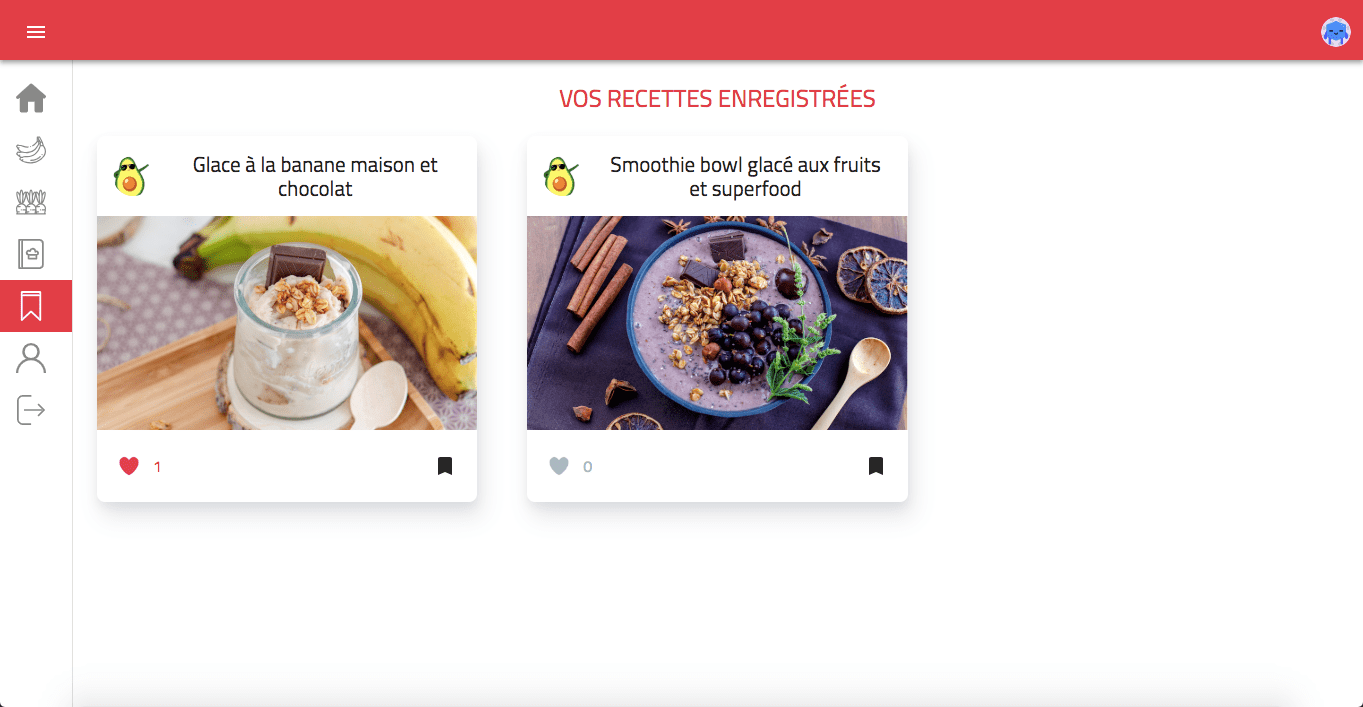 VOS RECETTES ENREGISTRÉES
Glace à la banane maison et
chocolat
Smoothie bowl glacé aux fruits
et superfood
1
0